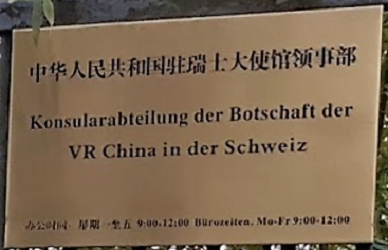 中华人民共和国驻瑞士大使馆领事部
Konsularabteilung der Botschaft der
VR China in der Schweiz
办公时间: 星期一至五 9:00-12:00 Bürozeiten. Mo-Fr 9:00-12:00